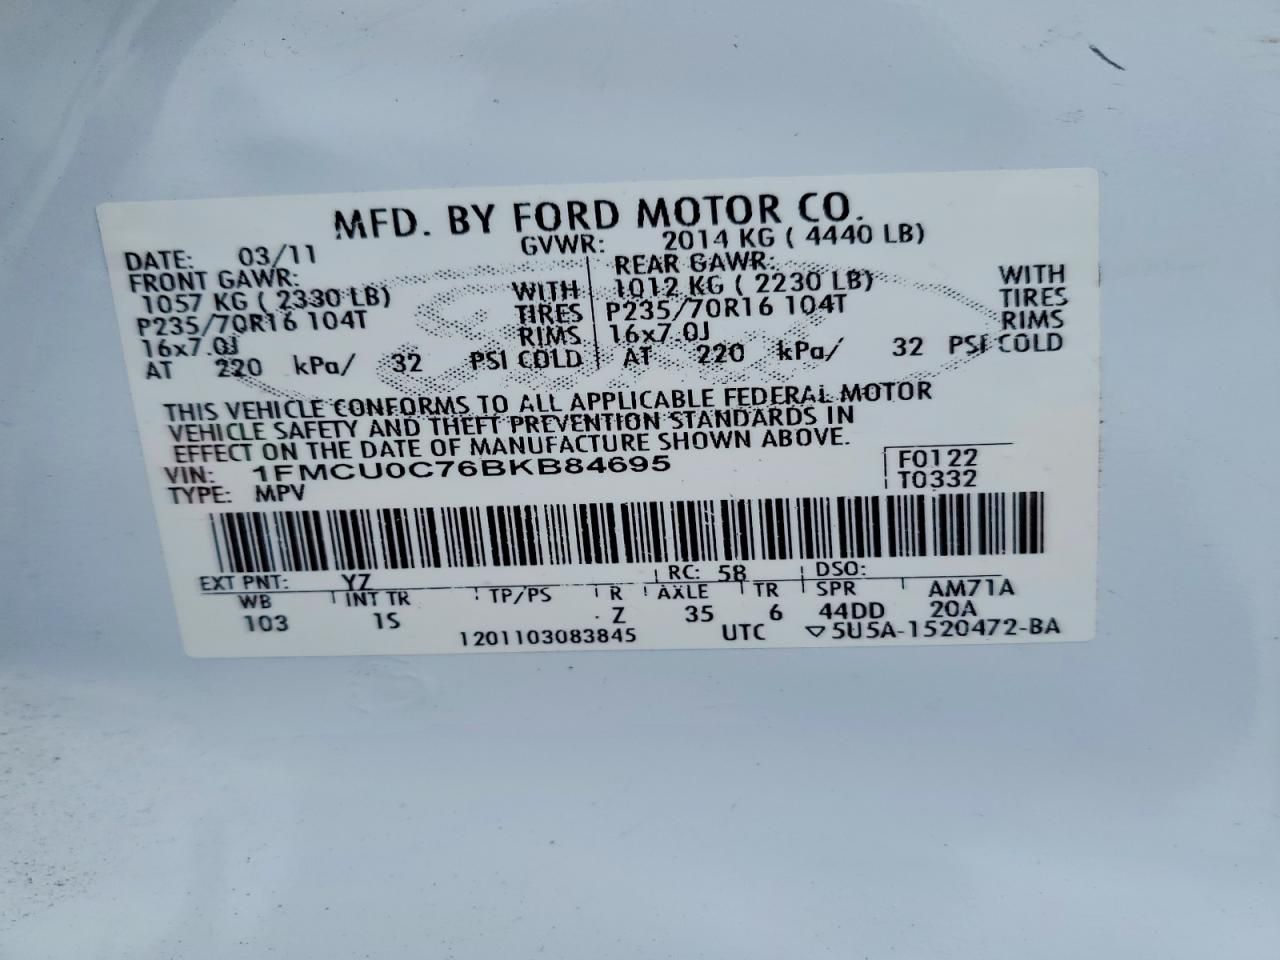 MFD. BY FORD MOTOR CO.
DATE: 03/11 GVWR: 2014 KG ( 4440 LB)
FRONT GAWR: REAR GAWR:
1057 KG ( 2330 LB) WITH 1012 KG ( 2230 LB) WITH
P235/70R16 104T TIRES P235/70R16 104T TIRES
16x7.0J RIMS 16x7.0J RIMS
AT 220 kPa/ 32 PSI COLD AT 220 kPa/ 32 PSI COLD
THIS VEHICLE CONFORMS TO ALL APPLICABLE FEDERAL MOTOR
VEHICLE SAFETY AND THEFT PREVENTION STANDARDS IN
EFFECT ON THE DATE OF MANUFACTURE SHOWN ABOVE.
VIN: 1FMCU0C76BKB84695 F0122
TYPE: MPV T0332
EXT PNT: YZ RC: 58 DSO:
WB INT TR TP/PS R AXLE TR SPR AM71A
103 1S Z 35 6 44DD 20A
1201103083845 UTC ▽5U5A-1520472-BA